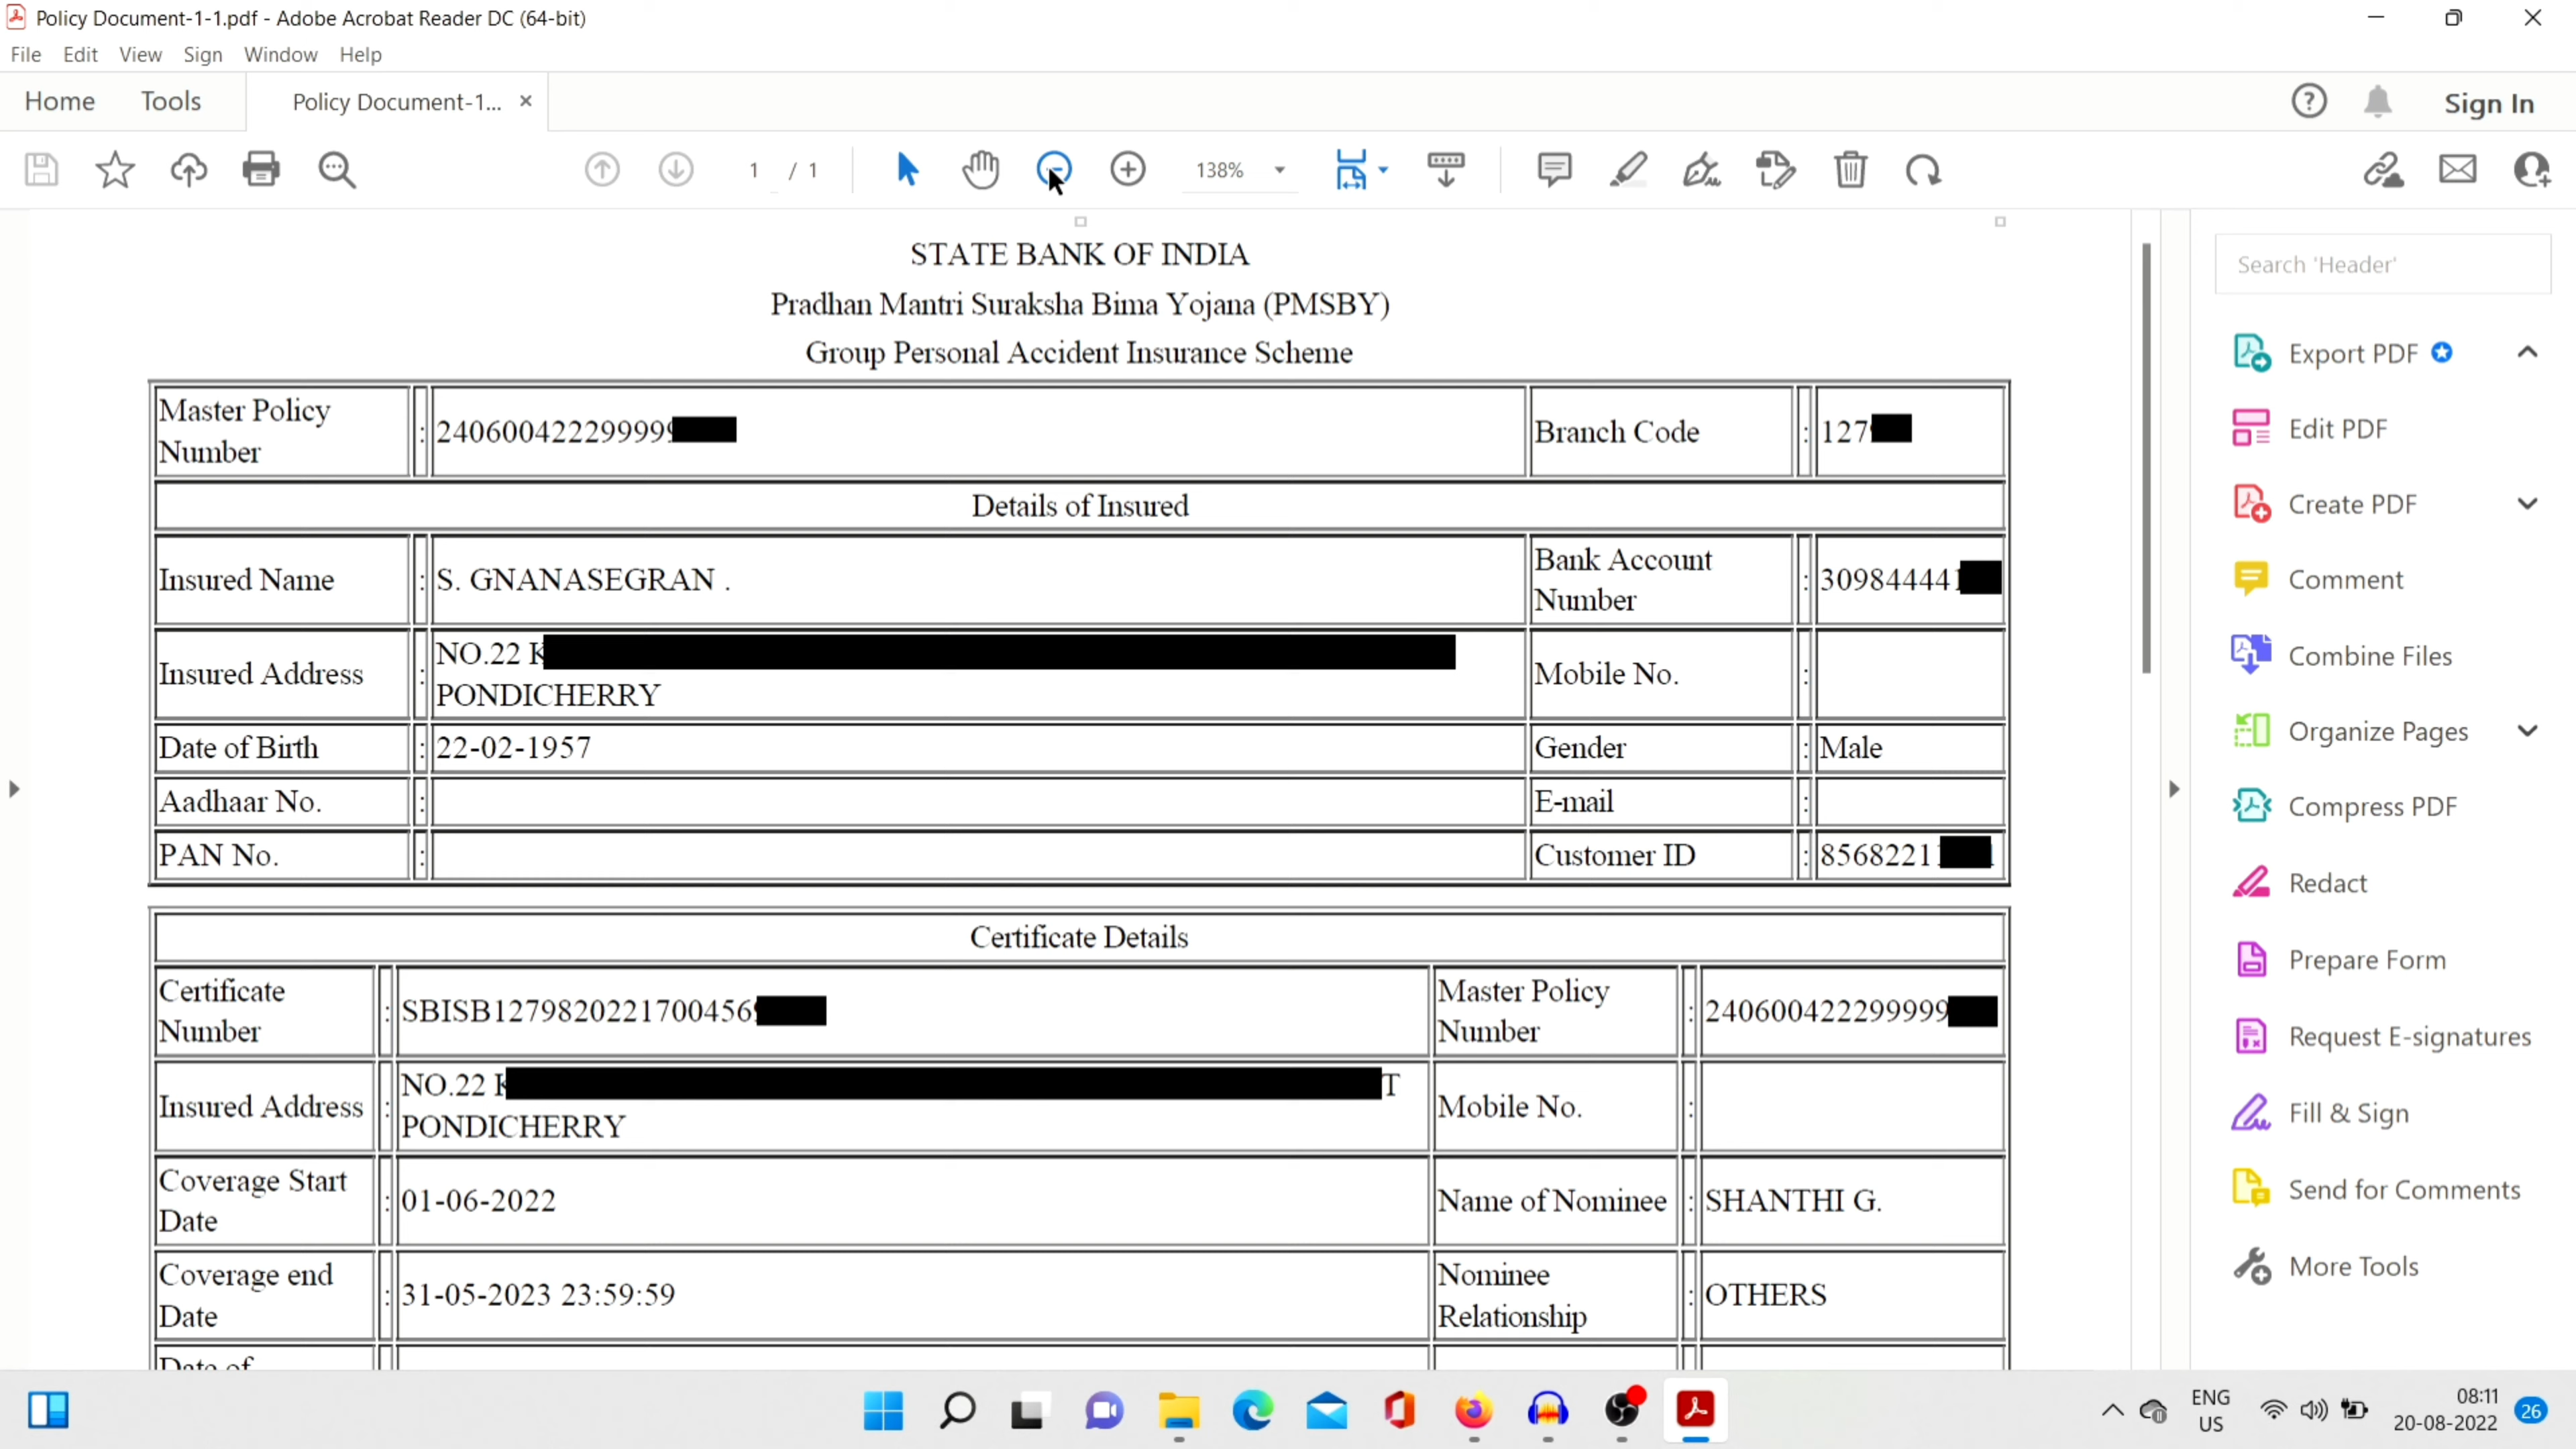 Policy Document-1-1.pdf - Adobe Acrobat Reader DC (64-bit)
File Edit View Sign Window Help
Home Tools Policy Document-1... × Sign In
1 / 1 138%
STATE BANK OF INDIA
Pradhan Mantri Suraksha Bima Yojana (PMSBY)
Group Personal Accident Insurance Scheme
Master Policy Number : 240600422299999 Branch Code : 127
Details of Insured
Insured Name : S. GNANASEGRAN . Bank Account Number : 309844441
Insured Address : NO.22 K
PONDICHERRY
Mobile No. :
Date of Birth : 22-02-1957 Gender : Male
Aadhaar No. : E-mail :
PAN No. : Customer ID : 8568221
Certificate Details
Certificate Number : SBISB127982022170045 Master Policy Number : 240600422299999
Insured Address : NO.22 K T
PONDICHERRY
Mobile No. :
Coverage Start Date : 01-06-2022 Name of Nominee : SHANTHI G.
Coverage end Date : 31-05-2023 23:59:59 Nominee Relationship : OTHERS
Date of
Search 'Header'
Export PDF
Edit PDF
Create PDF
Comment
Combine Files
Organize Pages
Compress PDF
Redact
Prepare Form
Request E-signatures
Fill & Sign
Send for Comments
More Tools
ENG
US
08:11
20-08-2022
26